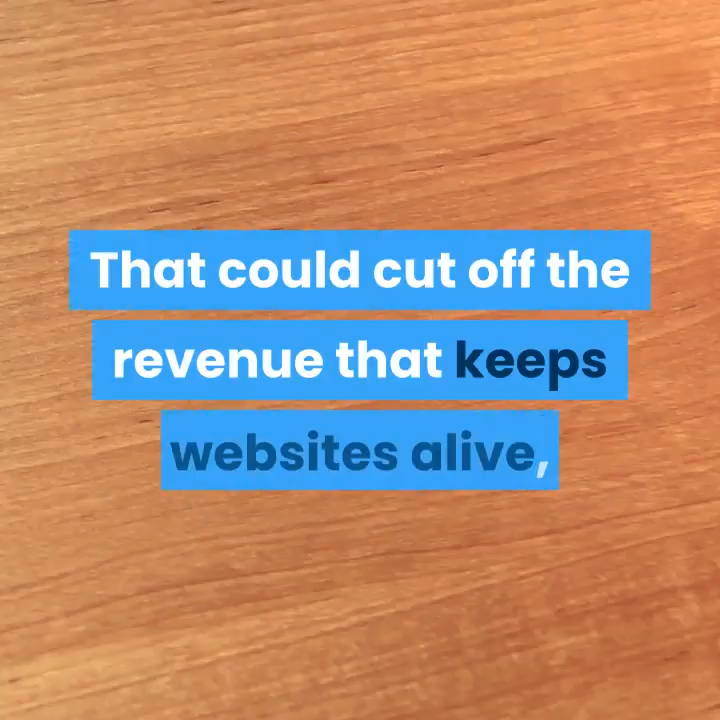 That could cut off the
revenue that keeps
websites alive,